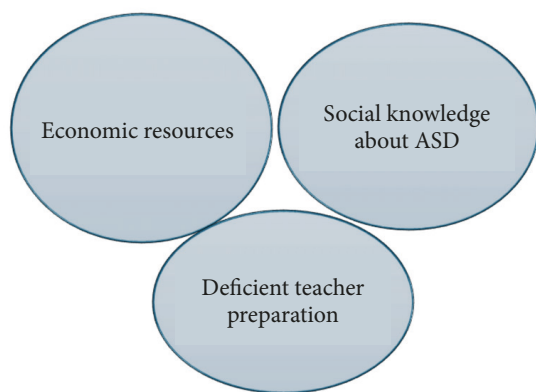 Economic resources
Social knowledge
about ASD
Deficient teacher
preparation